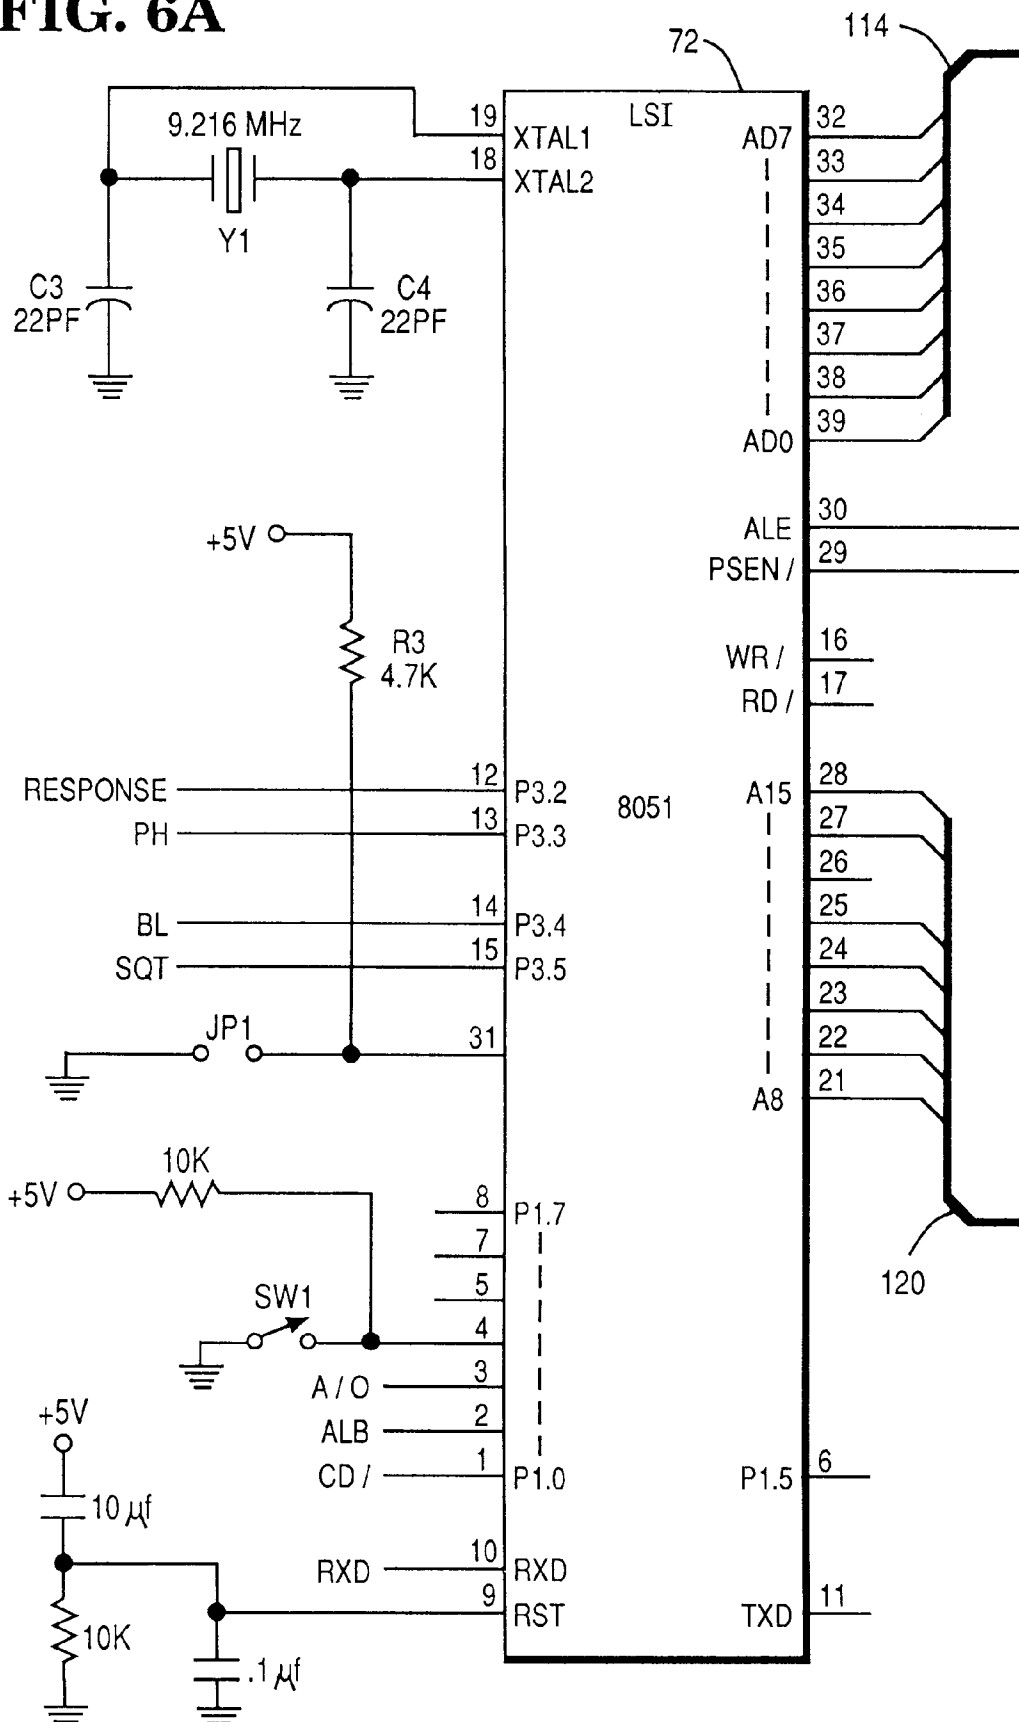 FIG. 6A
114
72
LSI
9.216 MHz
Y1
19
XTAL1
18
XTAL2
C3
22PF
C4
22PF
AD7
32
33
34
35
36
37
38
39
AD0
+5V
R3
4.7K
ALE
30
PSEN /
29
WR /
16
RD /
17
RESPONSE
12
P3.2
PH
13
P3.3
BL
14
P3.4
SQT
15
P3.5
8051
A15
28
27
26
25
24
23
22
21
A8
JP1
31
120
+5V
10K
8
P1.7
7
5
SW1
4
A / O
3
ALB
2
CD /
1
P1.0
P1.5
6
+5V
10 μf
10K
.1 μf
RXD
10
RXD
9
RST
TXD
11